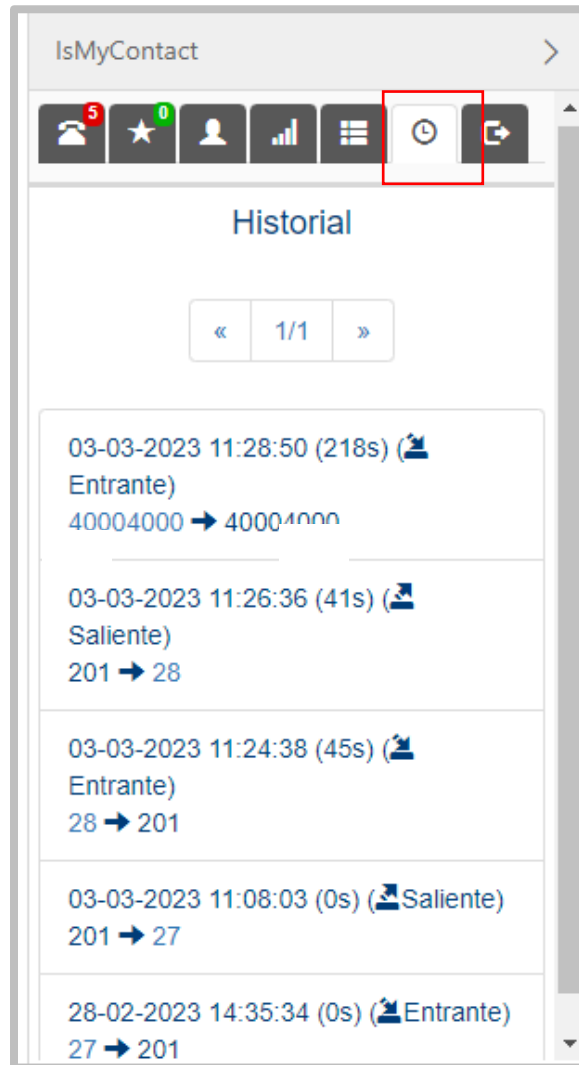 IsMyContact
5
0
Historial
« 1/1 »
03-03-2023 11:28:50 (218s) (
Entrante)
40004000 → 40004000
03-03-2023 11:26:36 (41s) (
Saliente)
201 → 28
03-03-2023 11:24:38 (45s) (
Entrante)
28 → 201
03-03-2023 11:08:03 (0s) (Saliente)
201 → 27
28-02-2023 14:35:34 (0s) (Entrante)
27 → 201